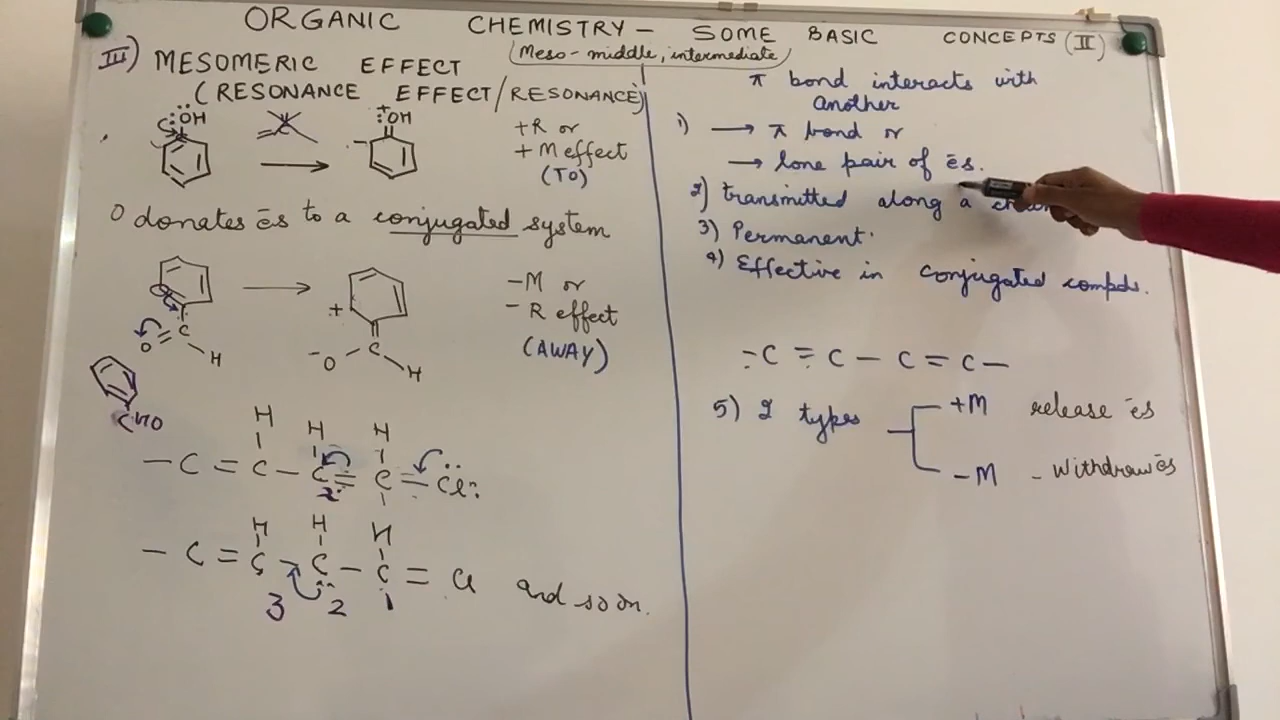 ORGANIC CHEMISTRY – SOME BASIC CONCEPTS (II)
III) MESOMERIC EFFECT (Meso-middle, intermediate)
(RESONANCE EFFECT/RESONANCE)
:ÖH
+
:OH
–
+R or
+M effect
(TO)
O donates ēs to a conjugated system
O C H
+
–O C H
–M or
– R effect
(AWAY)
CHO
H H H
– C = C – C = C = Cl:
2
H H H
– C = C – C – C = Cl and so on.
3 2 1
π bond interacts with
another
1) → π bond or
→ lone pair of ēs.
2) transmitted along a
3) Permanent.
4) Effective in conjugated compds.
– C = C – C = C –
5) 2 types
+M release ēs
–M – withdraw ēs